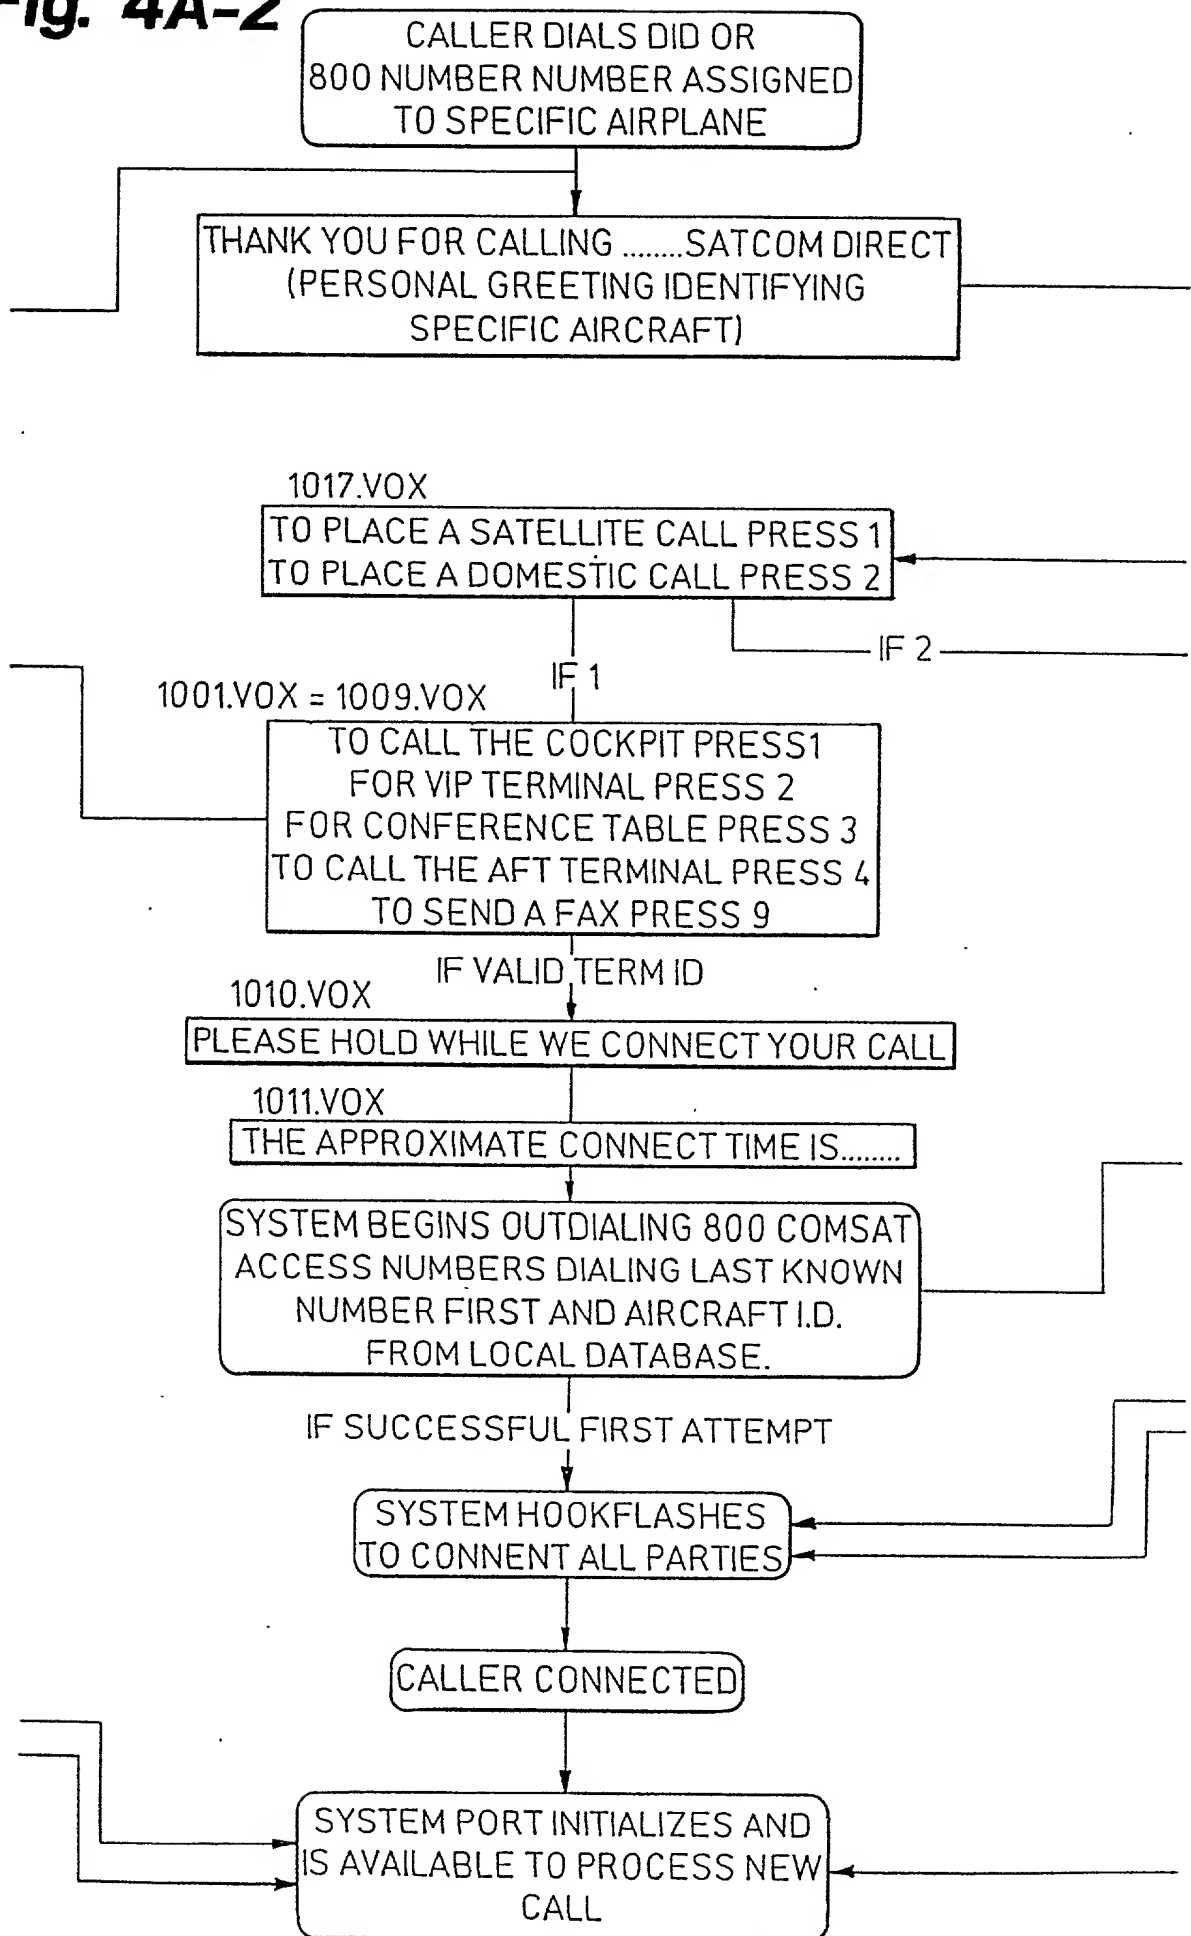 Fig. 4A-2
CALLER DIALS DID OR
800 NUMBER NUMBER ASSIGNED
TO SPECIFIC AIRPLANE
THANK YOU FOR CALLING ........SATCOM DIRECT
(PERSONAL GREETING IDENTIFYING
SPECIFIC AIRCRAFT)
1017.VOX
TO PLACE A SATELLITE CALL PRESS 1
TO PLACE A DOMESTIC CALL PRESS 2
IF 2
IF 1
1001.VOX = 1009.VOX
TO CALL THE COCKPIT PRESS1
FOR VIP TERMINAL PRESS 2
FOR CONFERENCE TABLE PRESS 3
TO CALL THE AFT TERMINAL PRESS 4
TO SEND A FAX PRESS 9
IF VALID TERM ID
1010.VOX
PLEASE HOLD WHILE WE CONNECT YOUR CALL
1011.VOX
THE APPROXIMATE CONNECT TIME IS........
SYSTEM BEGINS OUTDIALING 800 COMSAT
ACCESS NUMBERS DIALING LAST KNOWN
NUMBER FIRST AND AIRCRAFT I.D.
FROM LOCAL DATABASE.
IF SUCCESSFUL FIRST ATTEMPT
SYSTEM HOOKFLASHES
TO CONNENT ALL PARTIES
CALLER CONNECTED
SYSTEM PORT INITIALIZES AND
IS AVAILABLE TO PROCESS NEW
CALL